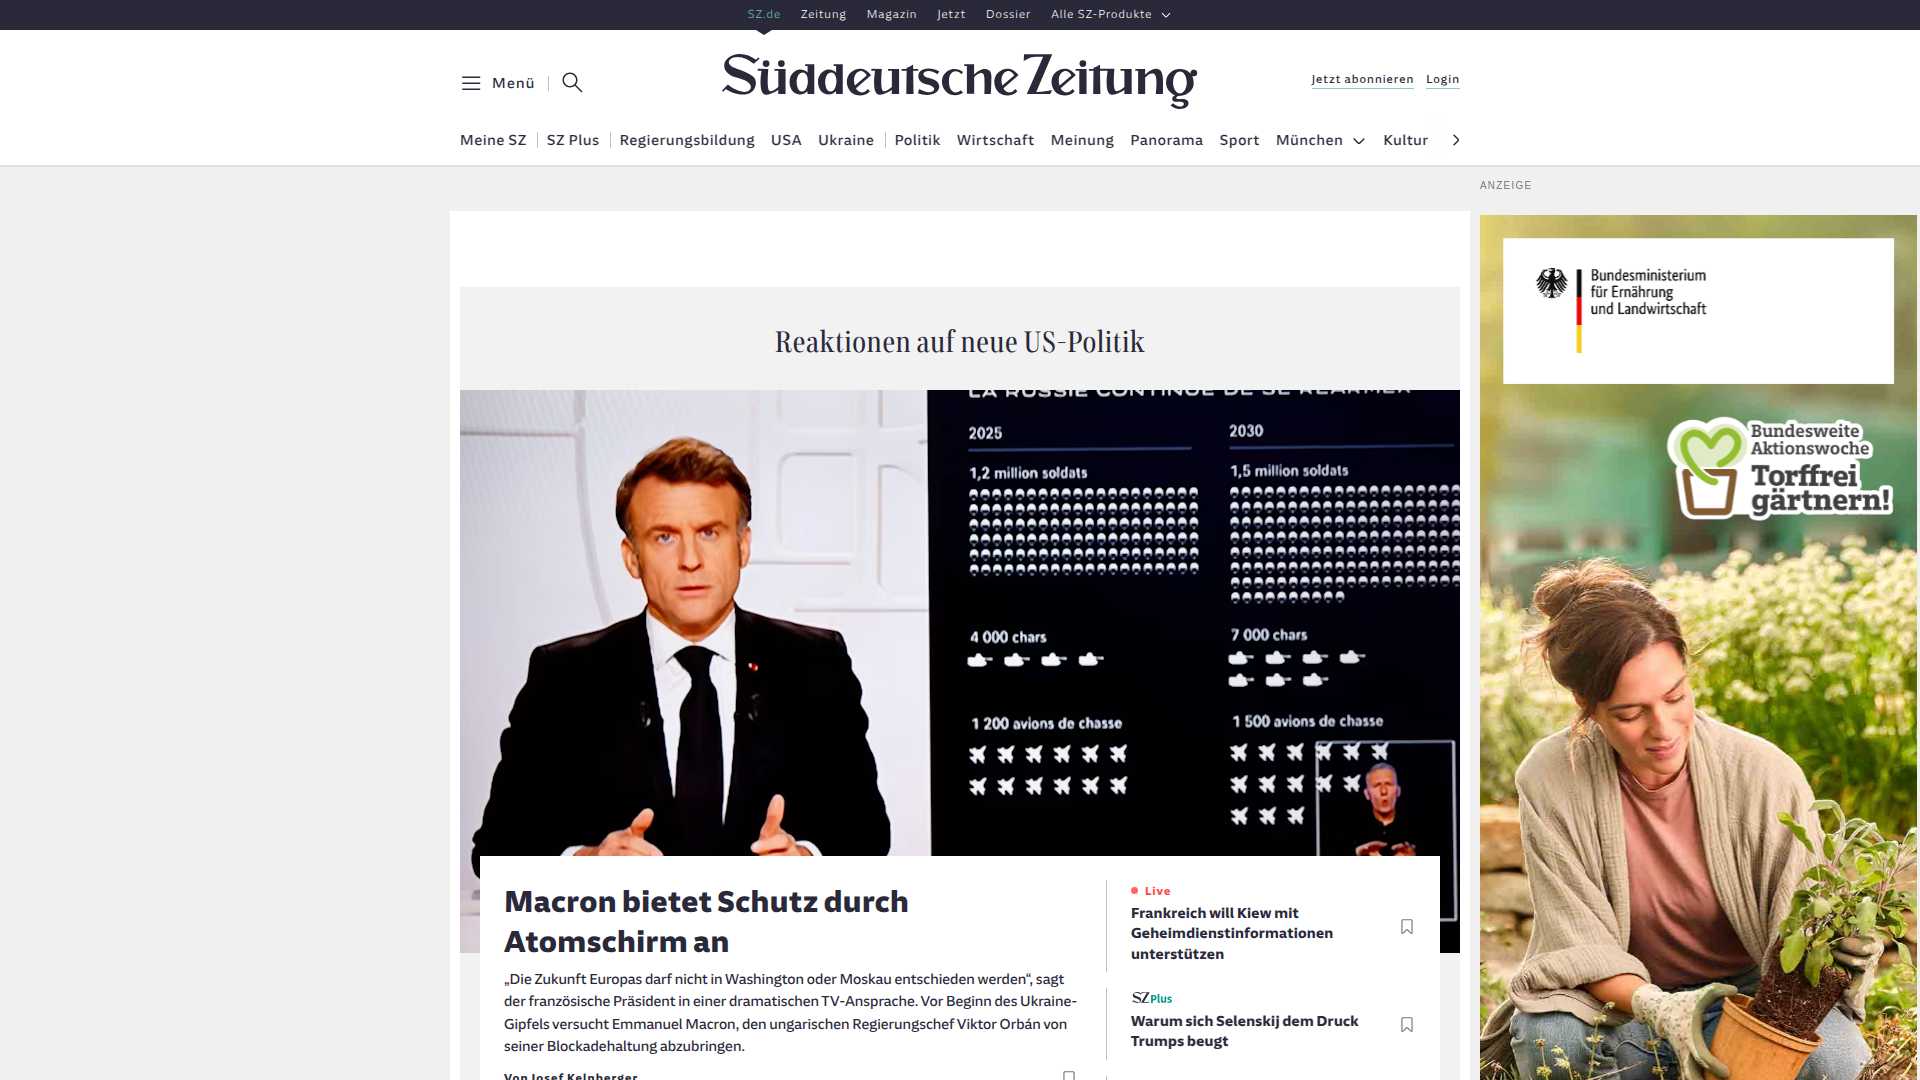 SZ.de Zeitung Magazin Jetzt Dossier Alle SZ-Produkte
Menü
Süddeutsche Zeitung
Jetzt abonnieren Login
Meine SZ SZ Plus Regierungsbildung USA Ukraine Politik Wirtschaft Meinung Panorama Sport München Kultur
ANZEIGE
Reaktionen auf neue US-Politik
LA RUSSIE CONTINUE DE SE RÉARMER
2025
1,2 million soldats
4 000 chars
1 200 avions de chasse
2030
1,5 million soldats
7 000 chars
1 500 avions de chasse
Macron bietet Schutz durch
Atomschirm an
„Die Zukunft Europas darf nicht in Washington oder Moskau entschieden werden“, sagt
der französische Präsident in einer dramatischen TV-Ansprache. Vor Beginn des Ukraine-
Gipfels versucht Emmanuel Macron, den ungarischen Regierungschef Viktor Orbán von
seiner Blockadehaltung abzubringen.
Von Josef Kelnberger
Live
Frankreich will Kiew mit
Geheimdienstinformationen
unterstützen
SZ Plus
Warum sich Selenskij dem Druck
Trumps beugt
Bundesministerium
für Ernährung
und Landwirtschaft
Bundesweite
Aktionswoche
Torffrei
gärtnern!